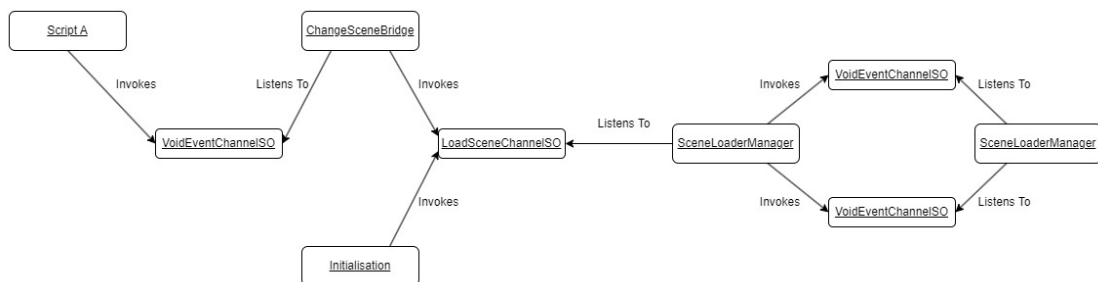 Script A
ChangeSceneBridge
Invokes
Listens To
Invokes
VoidEventChannelSO
LoadSceneChannelSO
Invokes
Initialisation
Listens To
SceneLoaderManager
Invokes
VoidEventChannelSO
Listens To
SceneLoaderManager
Invokes
VoidEventChannelSO
Listens To